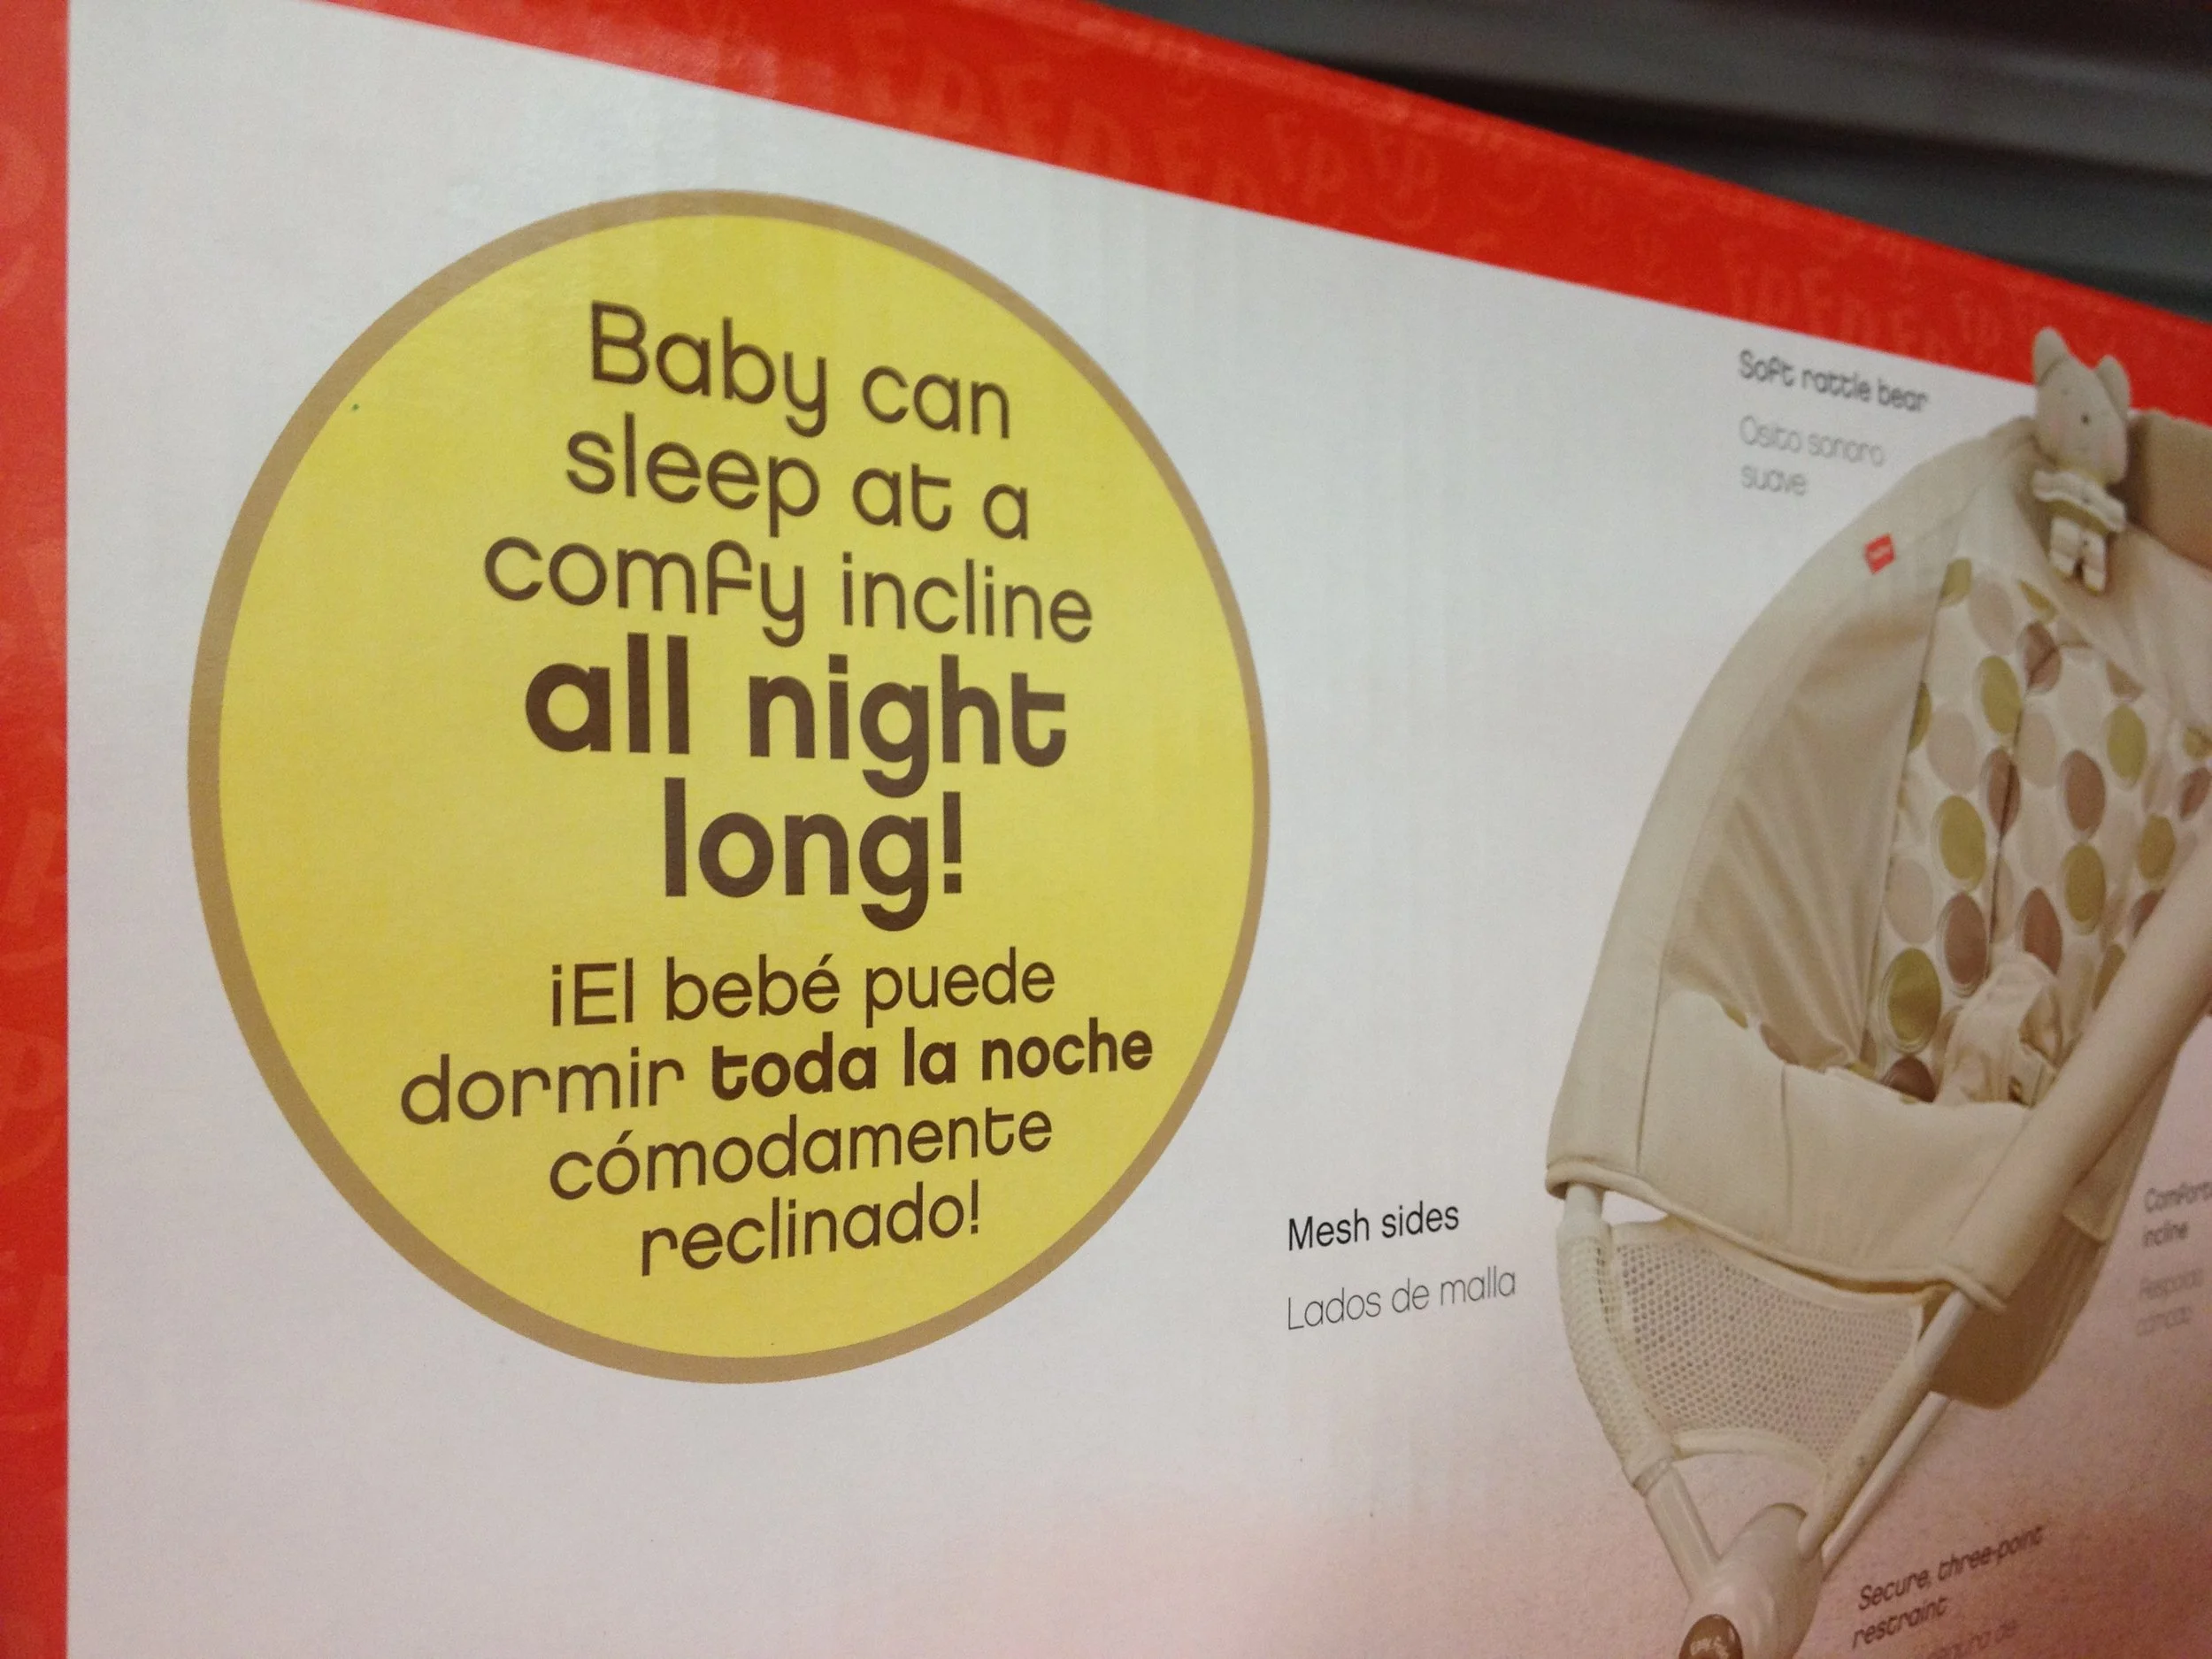 Baby can
sleep at a
comfy incline
all night
long!
¡El bebé puede
dormir toda la noche
cómodamente
reclinado!
Soft rattle bear
Osito sonoro
suave
Mesh sides
Lados de malla
incline
Secure, three-point
restraint